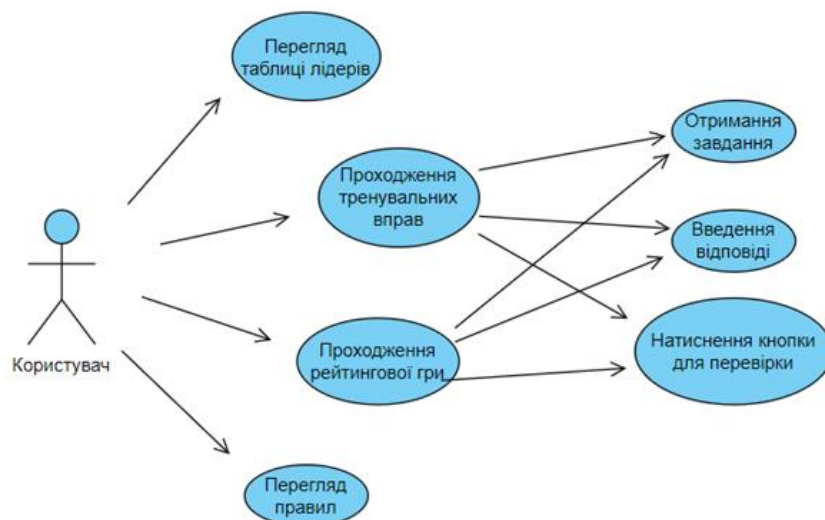 Перегляд
таблиці лідерів
Отримання
завдання
Проходження
тренувальних
вправ
Введення
відповіді
Користувач
Проходження
рейтингової гри
Натиснення кнопки
для перевірки
Перегляд
правил